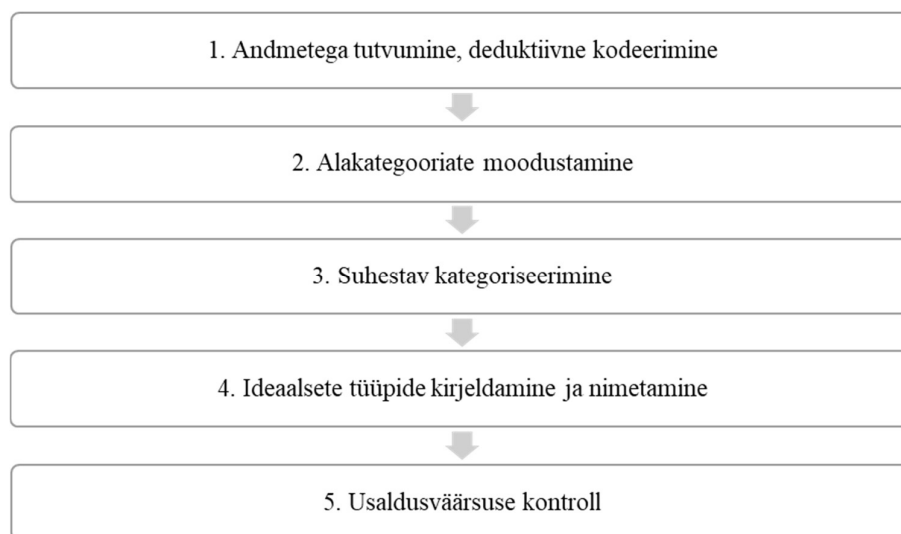 1. Andmetega tutvumine, deduktiivne kodeerimine
2. Alakategooriate moodustamine
3. Suhestav kategoriseerimine
4. Ideaalsete tüüpide kirjeldamine ja nimetamine
5. Usaldusväärsuse kontroll